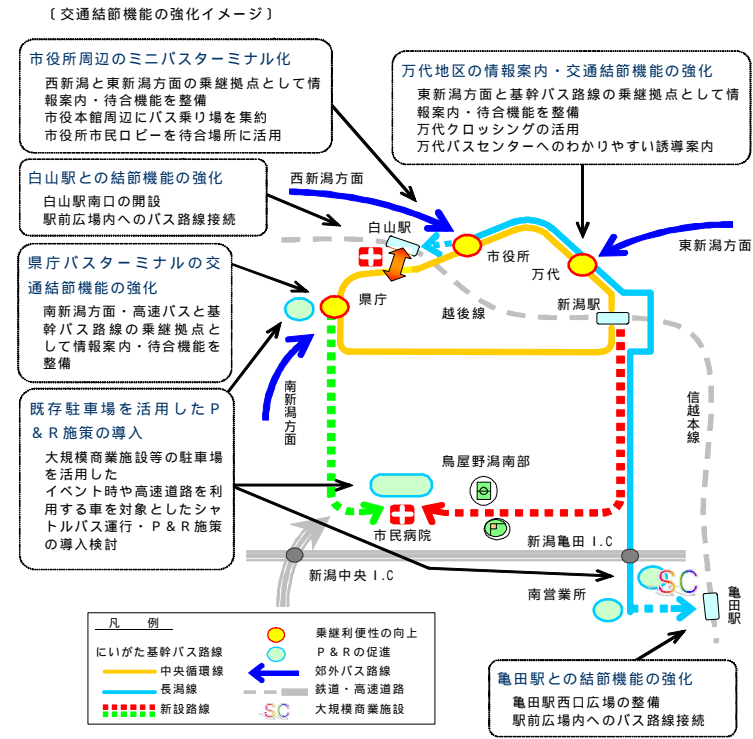 〔交通結節機能の強化イメージ〕
市役所周辺のミニバスターミナル化
西新潟と東新潟方面の乗継拠点として情
報案内・待合機能を整備
市役本館周辺にバス乗り場を集約
市役所市民ロビーを待合場所に活用
万代地区の情報案内・交通結節機能の強化
東新潟方面と基幹バス路線の乗継拠点として情
報案内・待合機能を整備
万代クロッシングの活用
万代バスセンターへのわかりやすい誘導案内
白山駅との結節機能の強化
白山駅南口の開設
駅前広場内へのバス路線接続
西新潟方面
白山駅
市役所
東新潟方面
万代
県庁バスターミナルの交
通結節機能の強化
南新潟方面・高速バスと基
幹バス路線の乗継拠点と
して情報案内・待合機能を
整備
県庁
越後線
新潟駅
南新潟方面
信越本線
既存駐車場を活用したP
&R施策の導入
大規模商業施設等の駐車場
を活用した
イベント時や高速道路を利
用する車を対象としたシャ
トルバス運行・P&R施策
の導入検討
鳥屋野潟南部
市民病院
新潟亀田I.C
新潟中央I.C
SC
南営業所
亀田駅
凡 例
にいがた基幹バス路線
中央循環線
長潟線
新設路線
乗継利便性の向上
P&Rの促進
郊外バス路線
鉄道・高速道路
SC 大規模商業施設
亀田駅との結節機能の強化
亀田駅西口広場の整備
駅前広場内へのバス路線接続